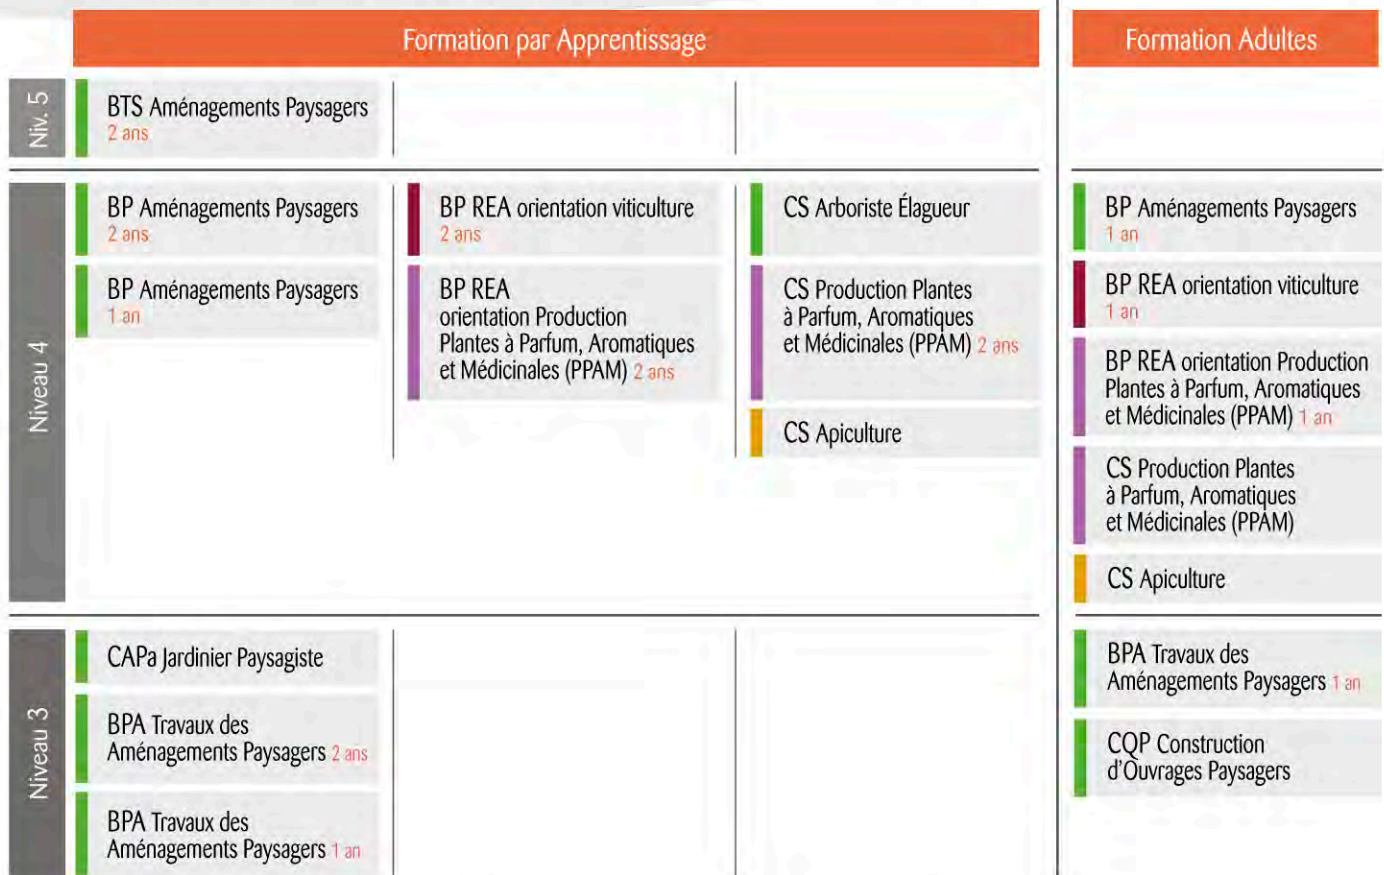 Formation par Apprentissage
Formation Adultes
Niv. 5
BTS Aménagements Paysagers
2 ans
Niveau 4
BP Aménagements Paysagers
2 ans
BP Aménagements Paysagers
1 an
BP REA orientation viticulture
2 ans
BP REA
orientation Production
Plantes à Parfum, Aromatiques
et Médicinales (PPAM) 2 ans
CS Arboriste Élagueur
CS Production Plantes
à Parfum, Aromatiques
et Médicinales (PPAM) 2 ans
CS Apiculture
BP Aménagements Paysagers
1 an
BP REA orientation viticulture
1 an
BP REA orientation Production
Plantes à Parfum, Aromatiques
et Médicinales (PPAM) 1 an
CS Production Plantes
à Parfum, Aromatiques
et Médicinales (PPAM)
CS Apiculture
Niveau 3
CAPa Jardinier Paysagiste
BPA Travaux des
Aménagements Paysagers 2 ans
BPA Travaux des
Aménagements Paysagers 1 an
BPA Travaux des
Aménagements Paysagers 1 an
CQP Construction
d'Ouvrages Paysagers